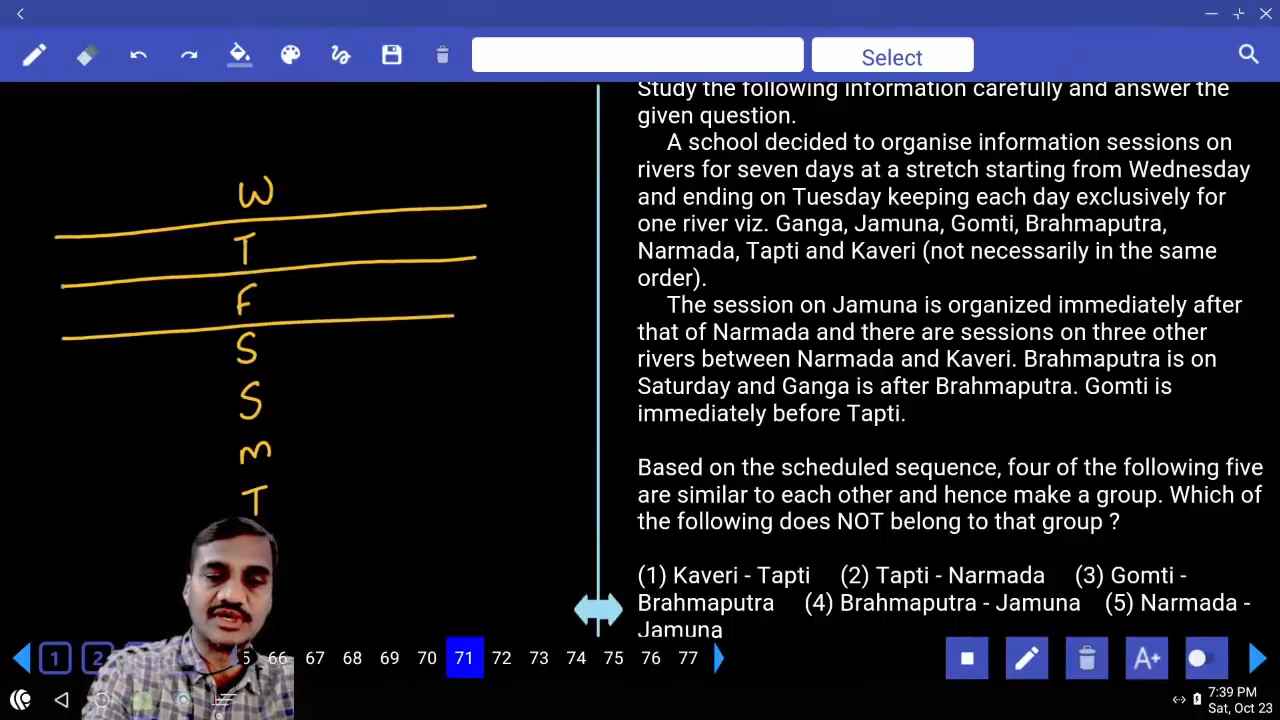 Select
W
T
F
S
S
M
T
Study the following information carefully and answer the
given question.
A school decided to organise information sessions on
rivers for seven days at a stretch starting from Wednesday
and ending on Tuesday keeping each day exclusively for
one river viz. Ganga, Jamuna, Gomti, Brahmaputra,
Narmada, Tapti and Kaveri (not necessarily in the same
order).
The session on Jamuna is organized immediately after
that of Narmada and there are sessions on three other
rivers between Narmada and Kaveri. Brahmaputra is on
Saturday and Ganga is after Brahmaputra. Gomti is
immediately before Tapti.
Based on the scheduled sequence, four of the following five
are similar to each other and hence make a group. Which of
the following does NOT belong to that group ?
(1) Kaveri - Tapti (2) Tapti - Narmada (3) Gomti -
Brahmaputra (4) Brahmaputra - Jamuna (5) Narmada -
Jamuna
1 2 5 66 67 68 69 70 71 72 73 74 75 76 77
A+
7:39 PM
Sat, Oct 23